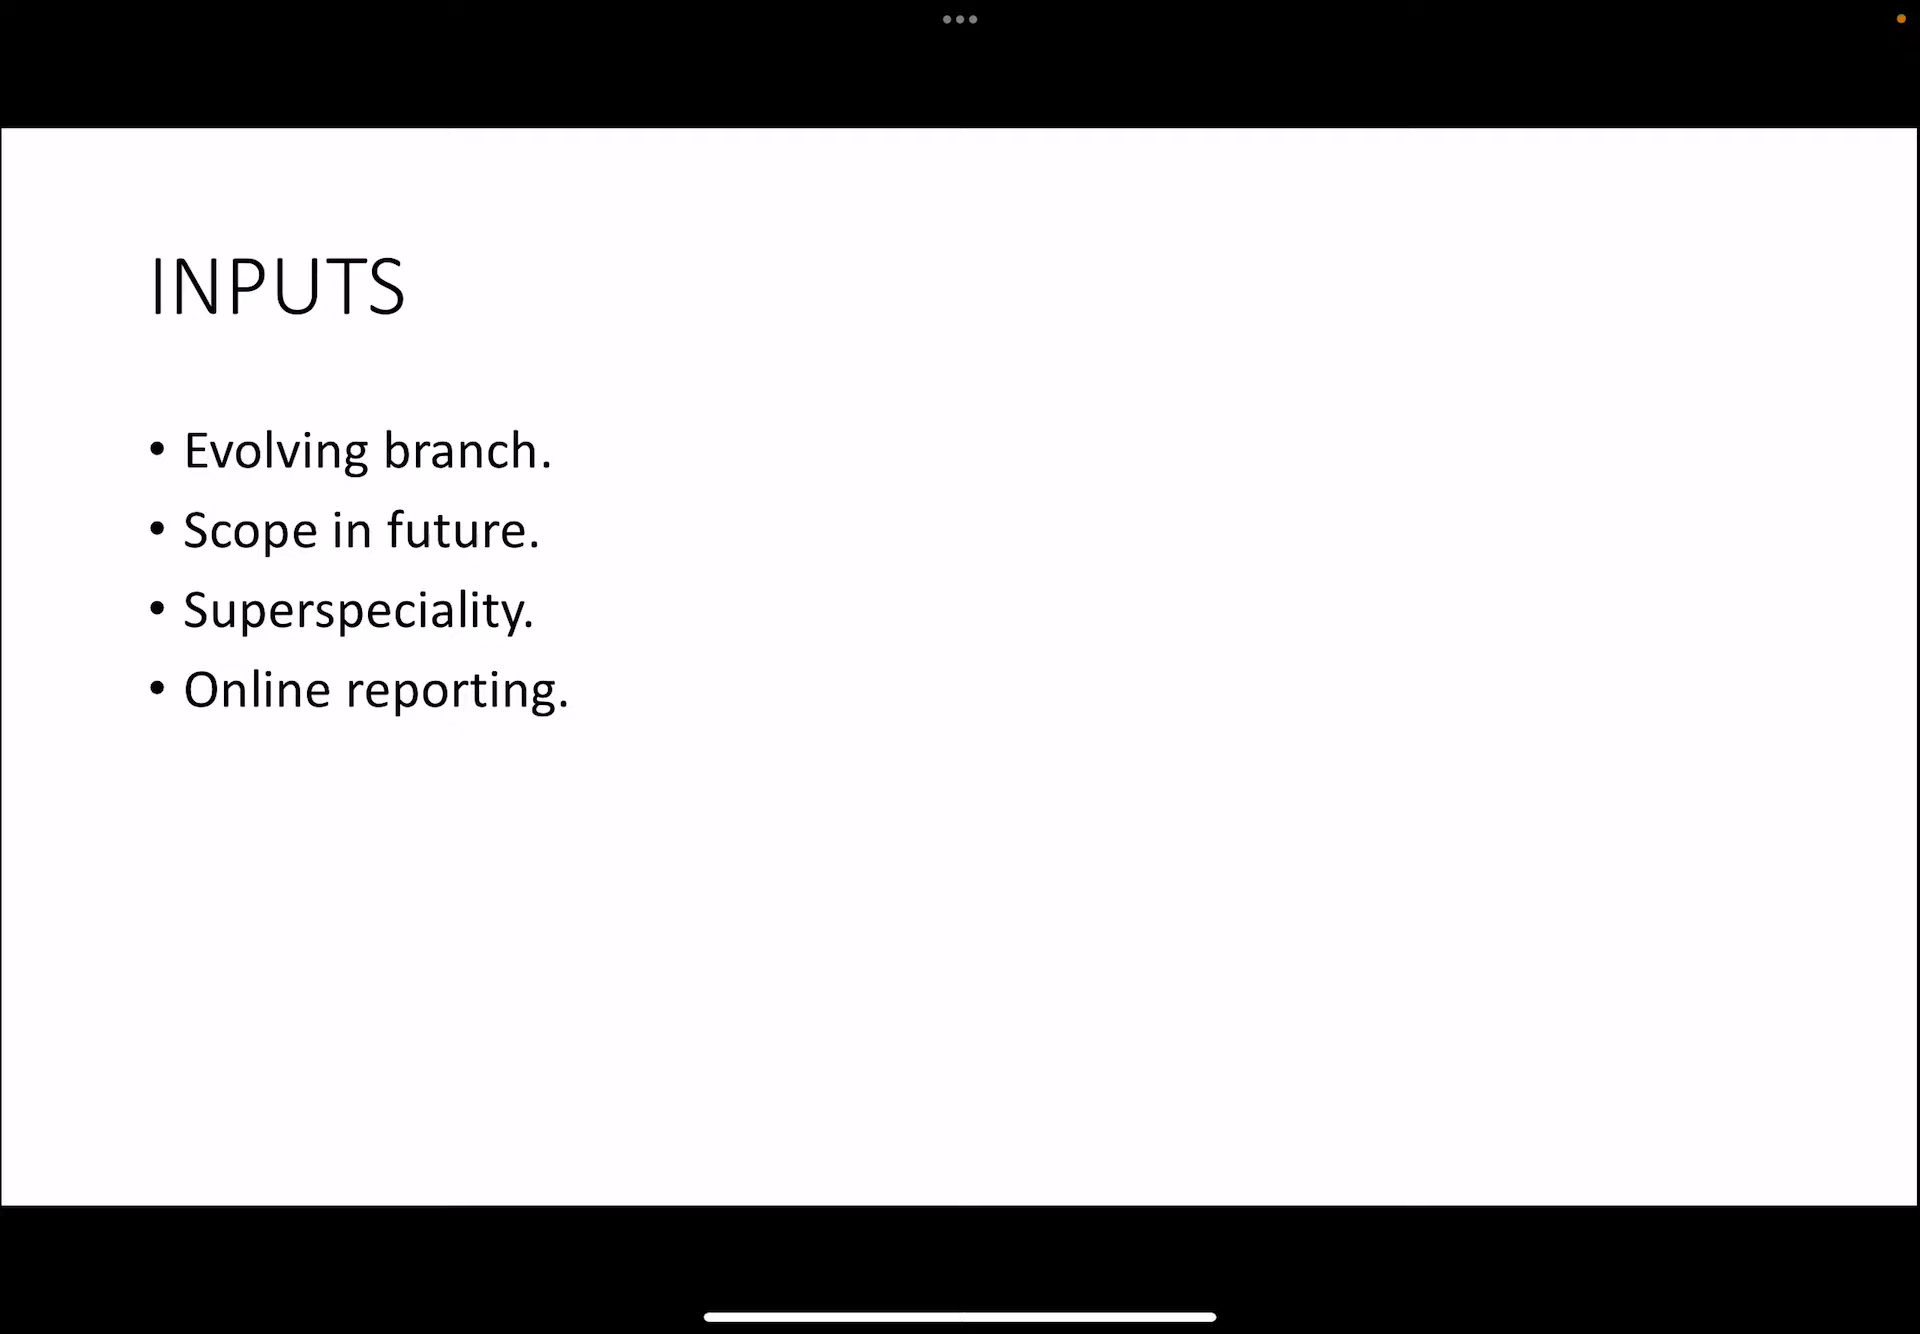 INPUTS
• Evolving branch.
• Scope in future.
• Superspeciality.
• Online reporting.